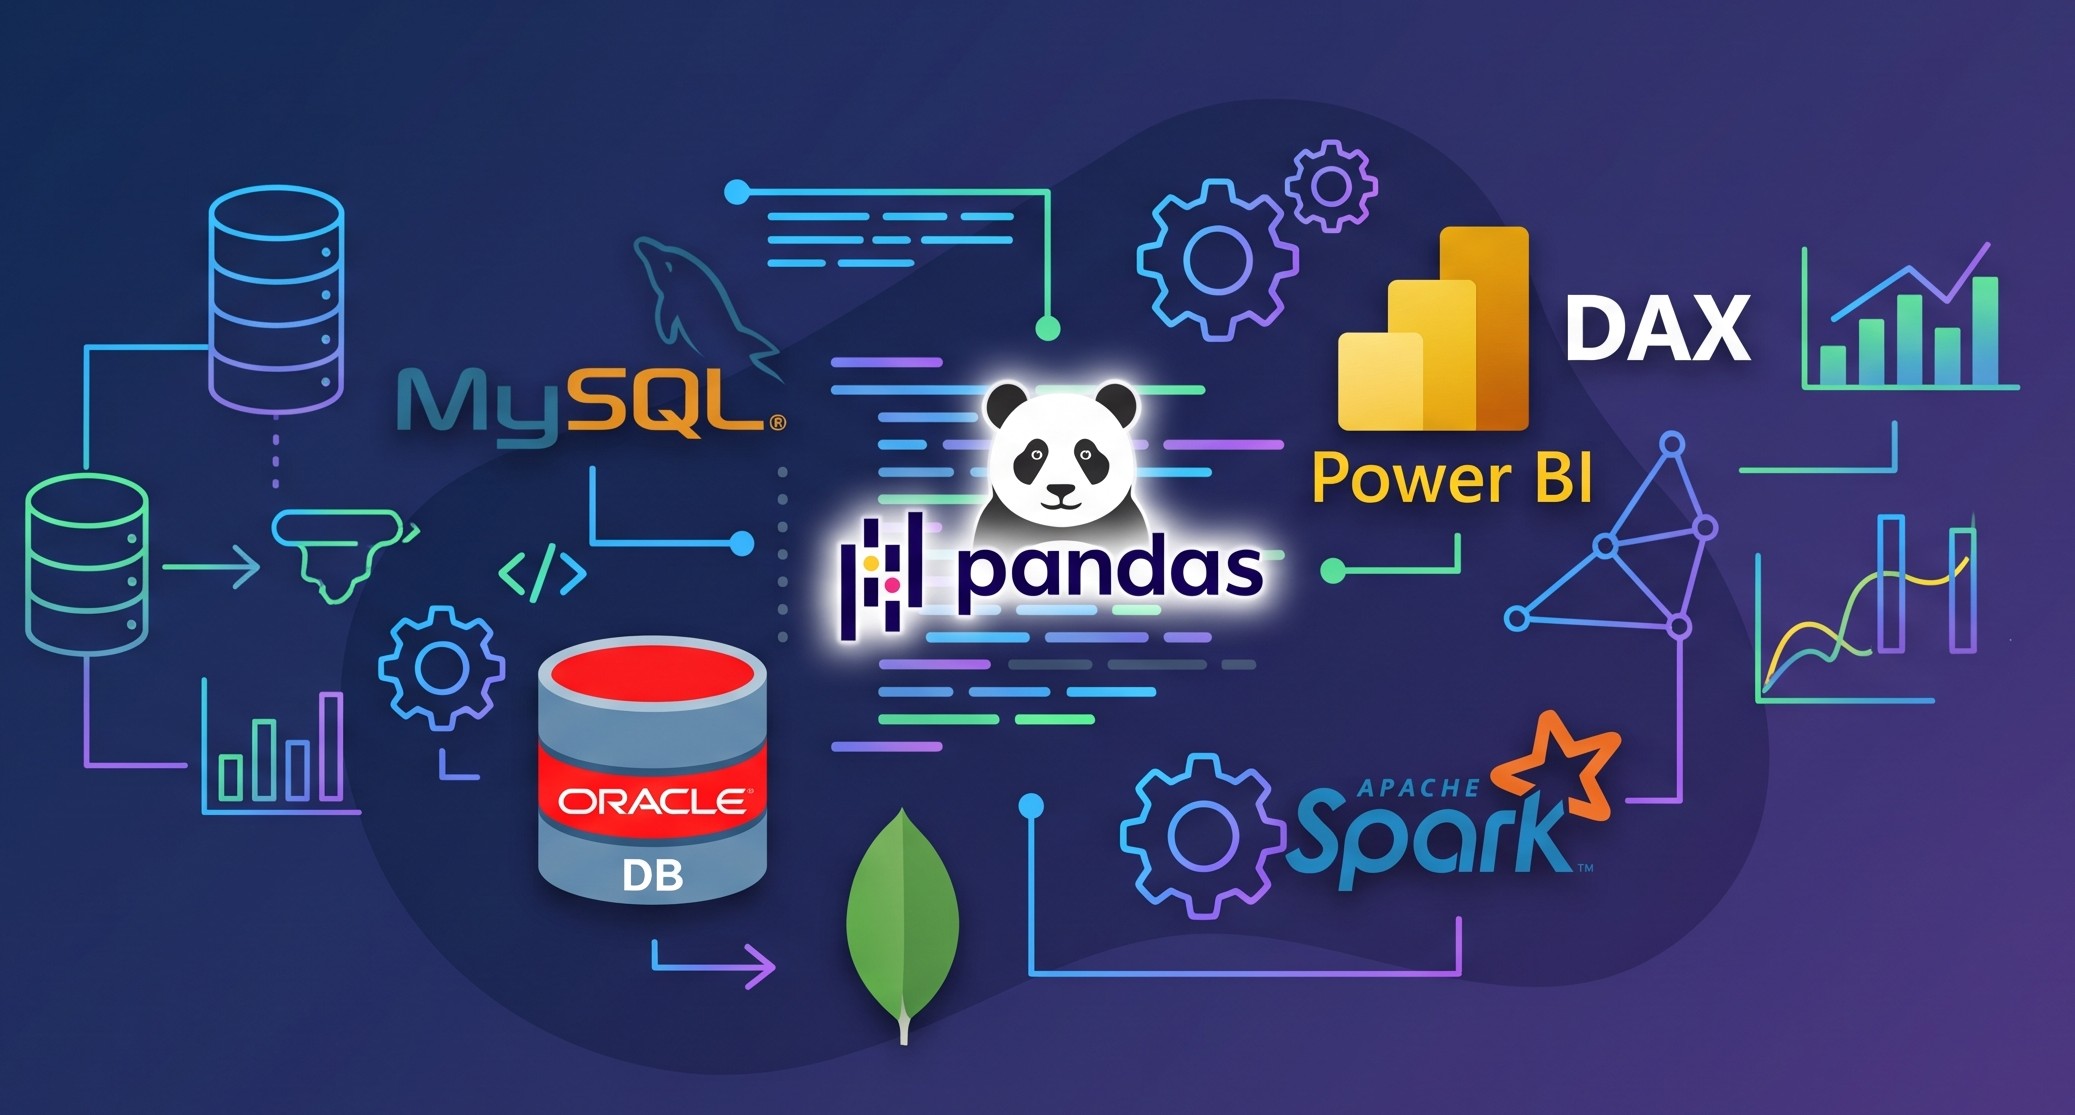 MySQL®
DAX
Power BI
pandas
</>
ORACLE®
DB
APACHE
Spark™